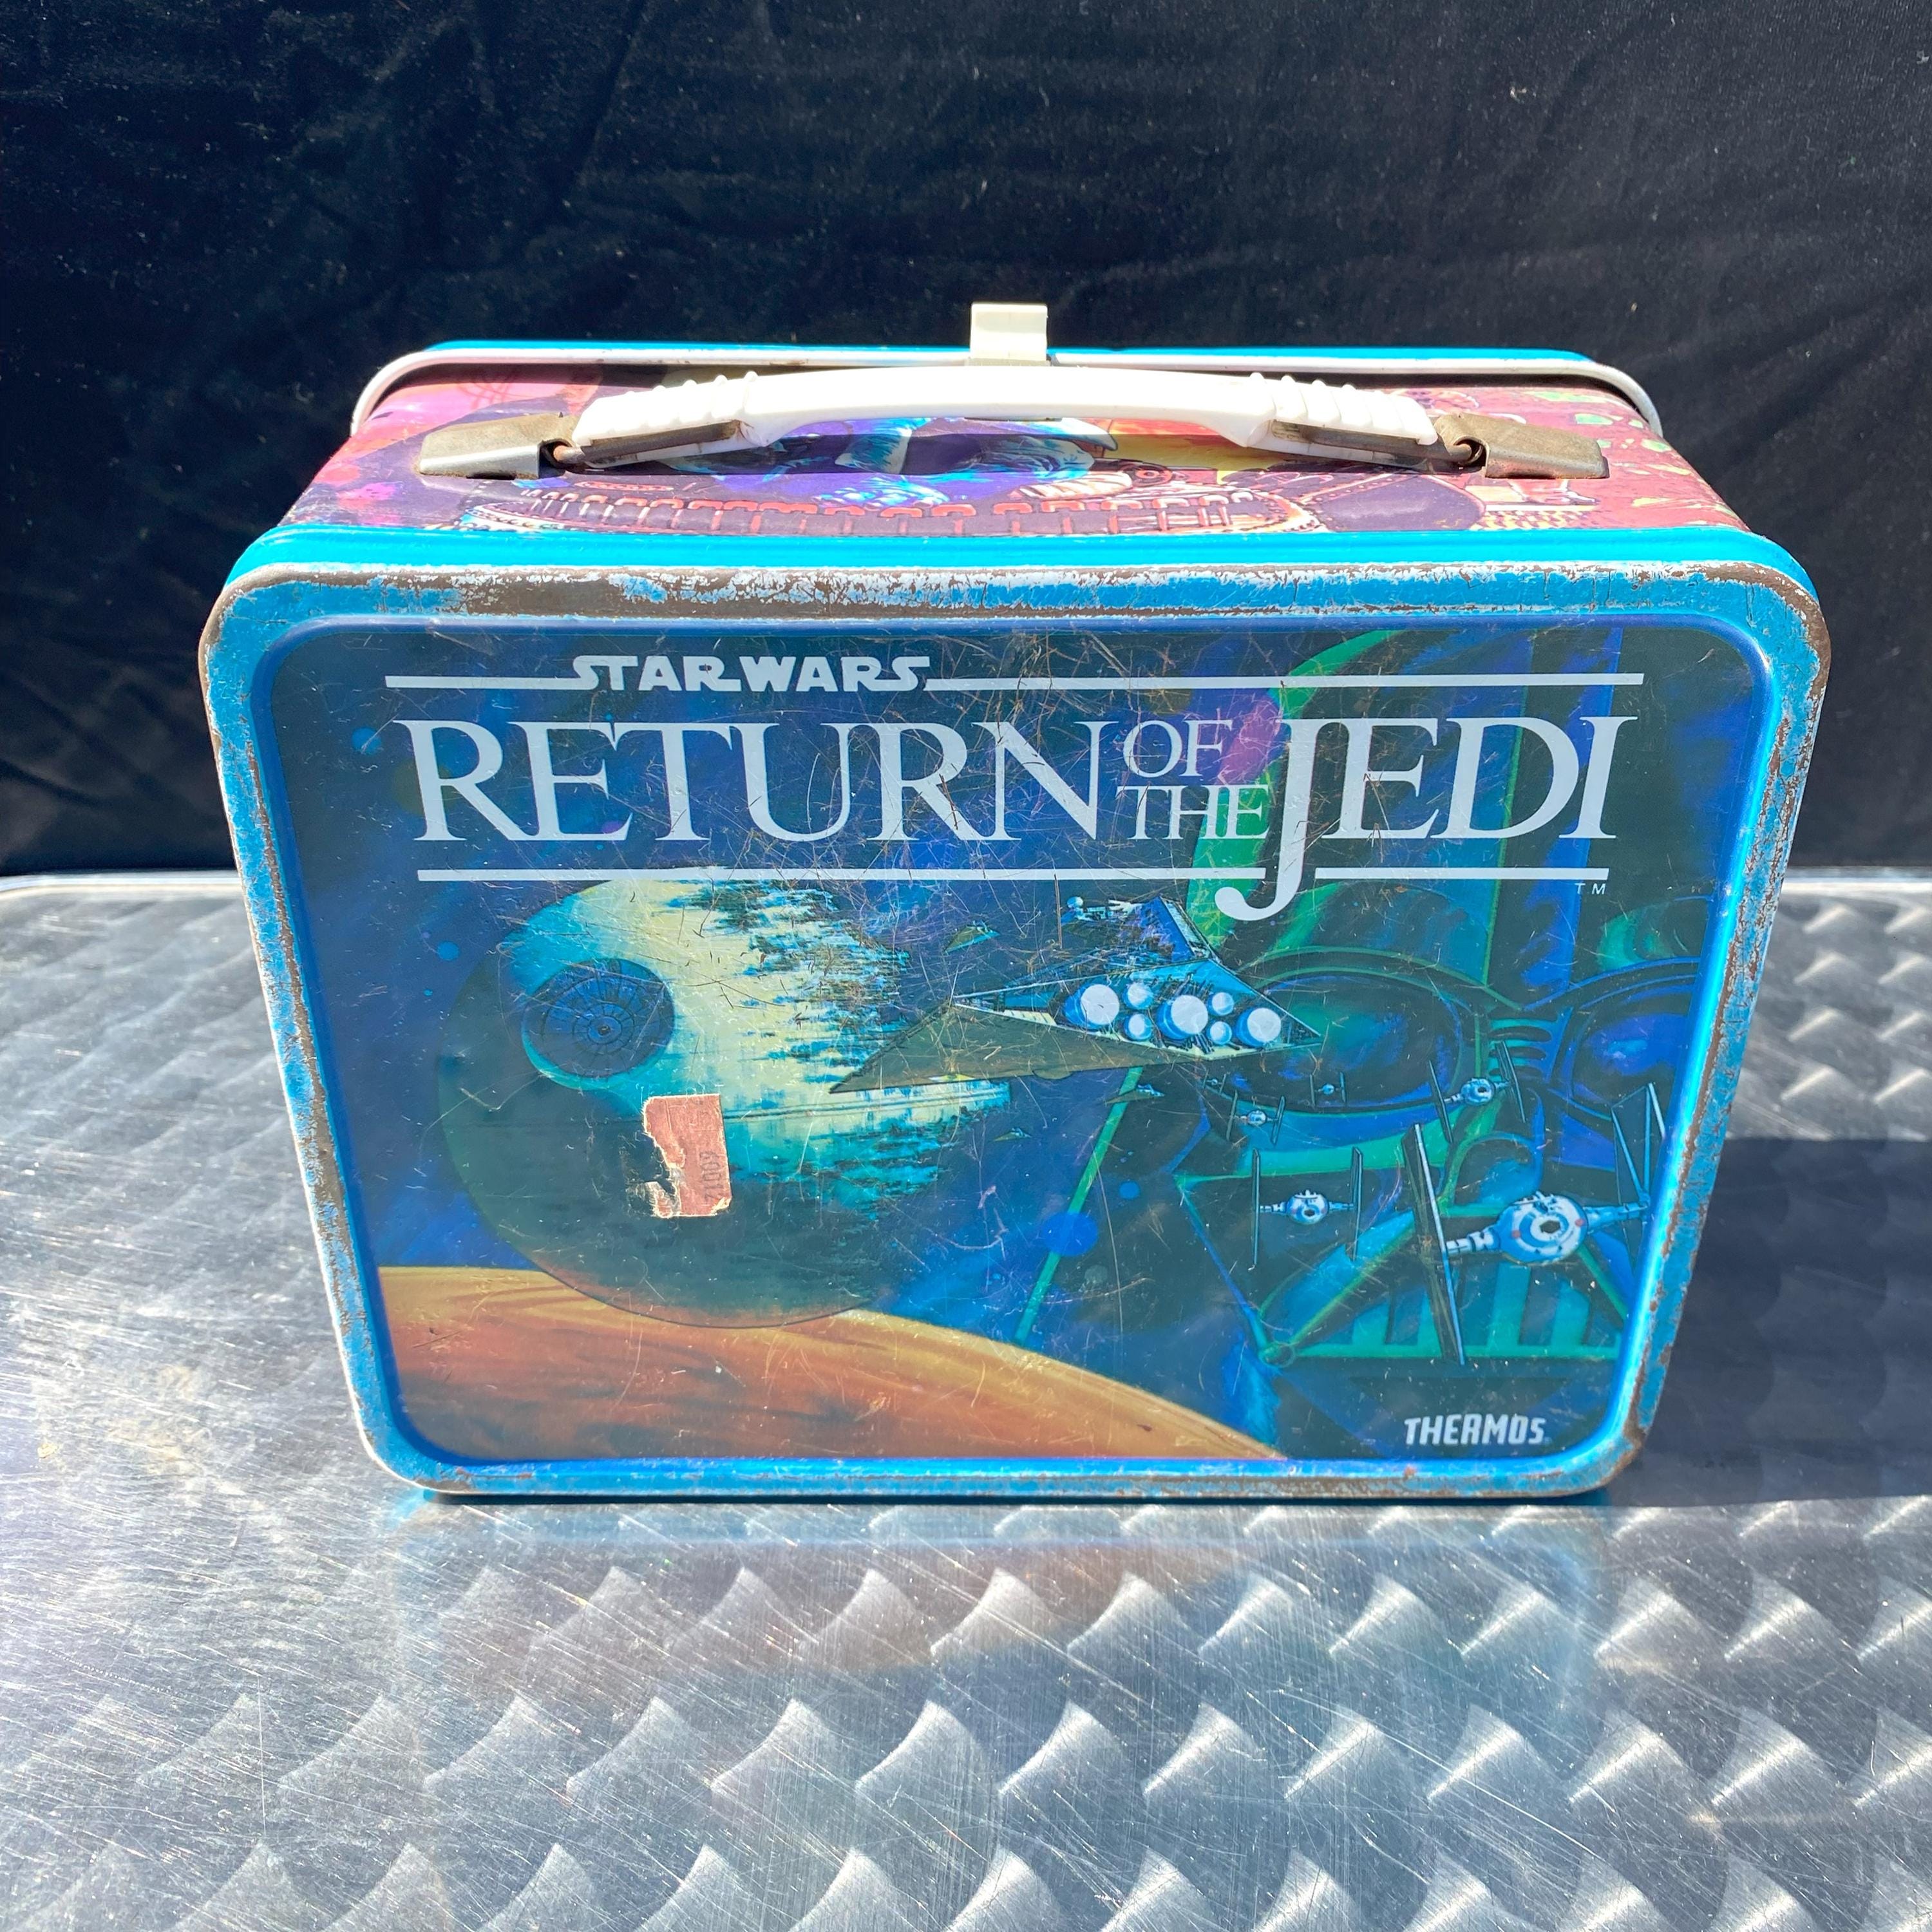 STAR WARS
RETURN OF THE JEDI
TM
THERMOS